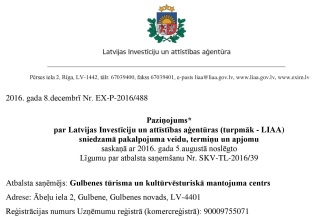 Latvijas Investīciju un attīstības aģentūra
Pērses iela 2, Rīga, LV-1442, tālr. 67039400, fakss 67039401, e-pasts liaa@liaa.gov.lv, www.liaa.gov.lv, www.exim.lv
2016. gada 8.decembrī Nr. EX-P-2016/488
Paziņojums*
par Latvijas Investīciju un attīstības aģentūras (turpmāk - LIAA)
sniedzamā pakalpojuma veidu, termiņu un apjomu
saskaņā ar 2016. gada 5.augustā noslēgto
Līgumu par atbalsta saņemšanu Nr. SKV-TL-2016/39
Atbalsta saņēmējs: Gulbenes tūrisma un kultūrvēsturiskā mantojuma centrs
Adrese: Ābeļu iela 2, Gulbene, Gulbenes novads, LV-4401
Reģistrācijas numurs Uzņēmumu reģistrā (komercreģistrā): 90009755071